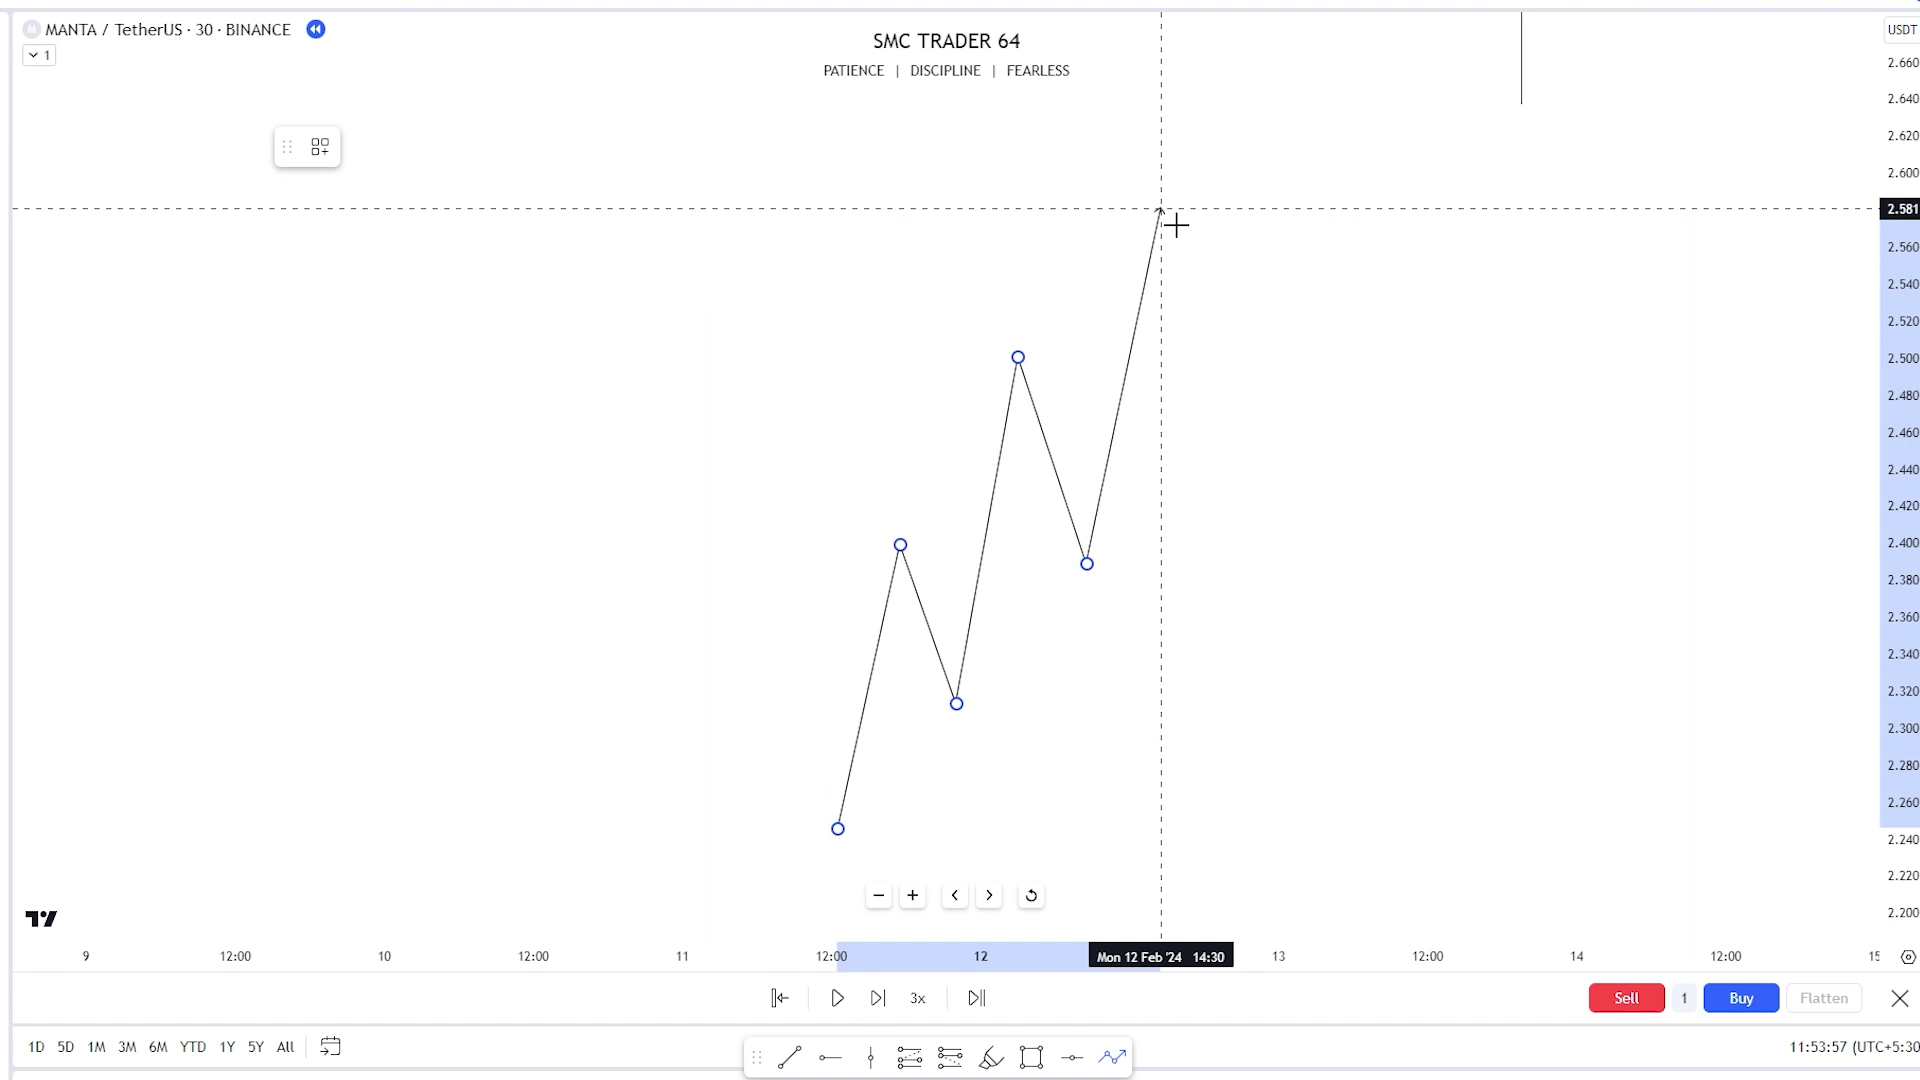 MANTA / TetherUS · 30 · BINANCE
1
SMC TRADER 64
PATIENCE | DISCIPLINE | FEARLESS
USDT
2.660
2.640
2.620
2.600
2.581
2.560
2.540
2.520
2.500
2.480
2.460
2.440
2.420
2.400
2.380
2.360
2.340
2.320
2.300
2.280
2.260
2.240
2.220
2.200
9 12:00 10 12:00 11 12:00 12 Mon 12 Feb '24 14:30 13 12:00 14 12:00 15
3x
Sell 1 Buy Flatten
1D 5D 1M 3M 6M YTD 1Y 5Y All
11:53:57 (UTC+5:30